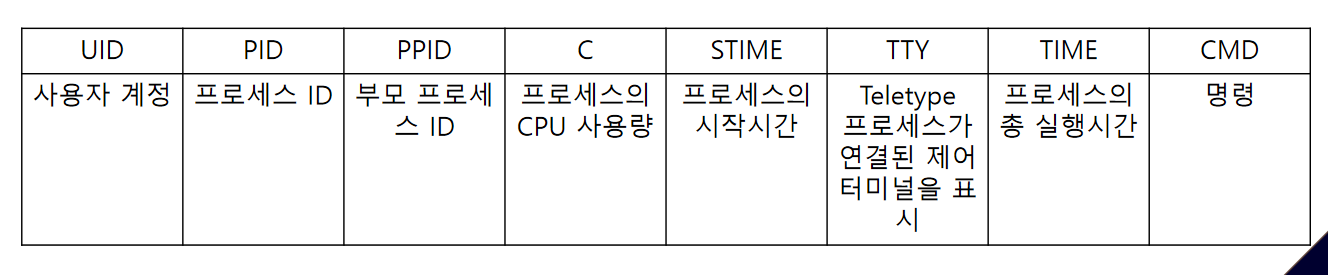 UID PID PPID C STIME TTY TIME CMD
사용자 계정 프로세스 ID 부모 프로세 프로세스의 프로세스의 Teletype 프로세스의 명령
스 ID CPU 사용량 시작시간 프로세스가 총 실행시간
연결된 제어
터미널을 표
시